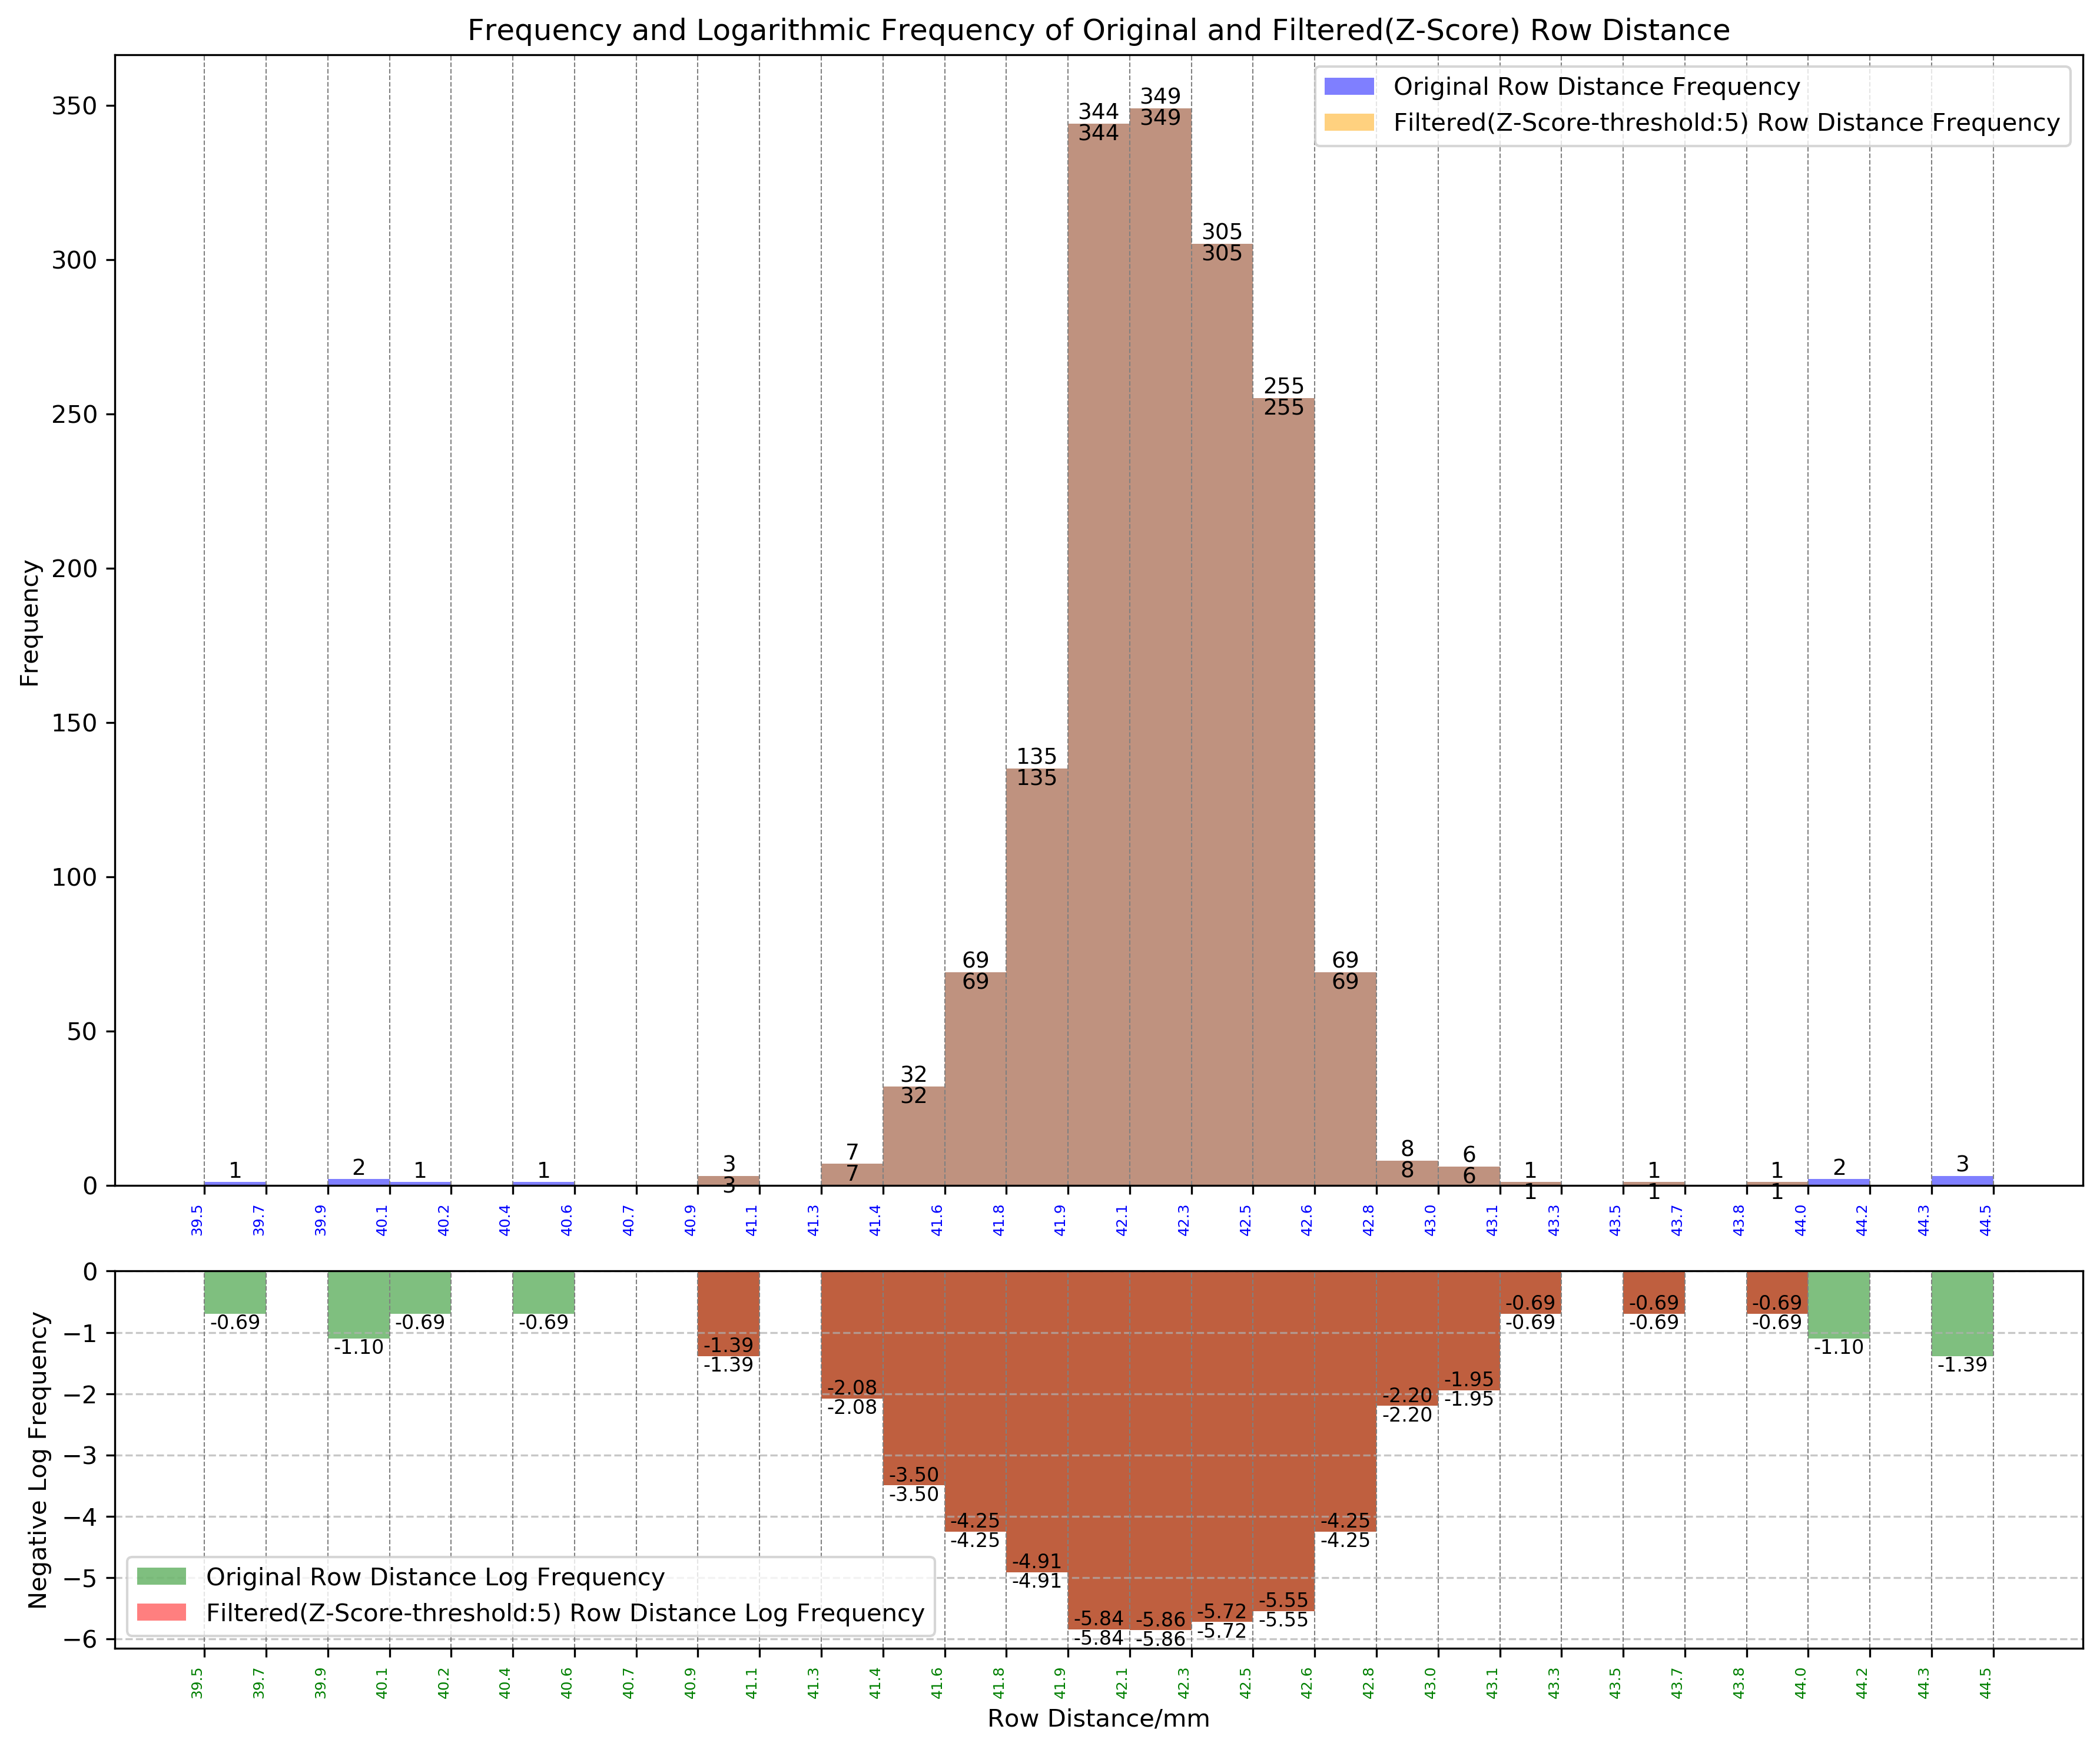 Frequency and Logarithmic Frequency of Original and Filtered(Z-Score) Row Distance
Original Row Distance Frequency
Filtered(Z-Score-threshold:5) Row Distance Frequency
Frequency
350
300
250
200
150
100
50
0
1 2 1 1 3 7 32 69 135 344 349 305 255 69 8 6 1 1 1 2 3
3 7 32 69 135 344 349 305 255 69 8 6 1 1 1
39.5 39.7 39.9 40.1 40.2 40.4 40.6 40.7 40.9 41.1 41.3 41.4 41.6 41.8 41.9 42.1 42.3 42.5 42.6 42.8 43.0 43.1 43.3 43.5 43.7 43.8 44.0 44.2 44.3 44.5
Negative Log Frequency
0
−1
−2
−3
−4
−5
−6
-1.39 -2.08 -3.50 -4.25 -4.91 -5.84 -5.86 -5.72 -5.55 -4.25 -2.20 -1.95 -0.69 -0.69 -0.69
-0.69 -1.10 -0.69 -0.69 -1.39 -2.08 -3.50 -4.25 -4.91 -5.84 -5.86 -5.72 -5.55 -4.25 -2.20 -1.95 -0.69 -0.69 -0.69 -1.10 -1.39
Original Row Distance Log Frequency
Filtered(Z-Score-threshold:5) Row Distance Log Frequency
39.5 39.7 39.9 40.1 40.2 40.4 40.6 40.7 40.9 41.1 41.3 41.4 41.6 41.8 41.9 42.1 42.3 42.5 42.6 42.8 43.0 43.1 43.3 43.5 43.7 43.8 44.0 44.2 44.3 44.5
Row Distance/mm